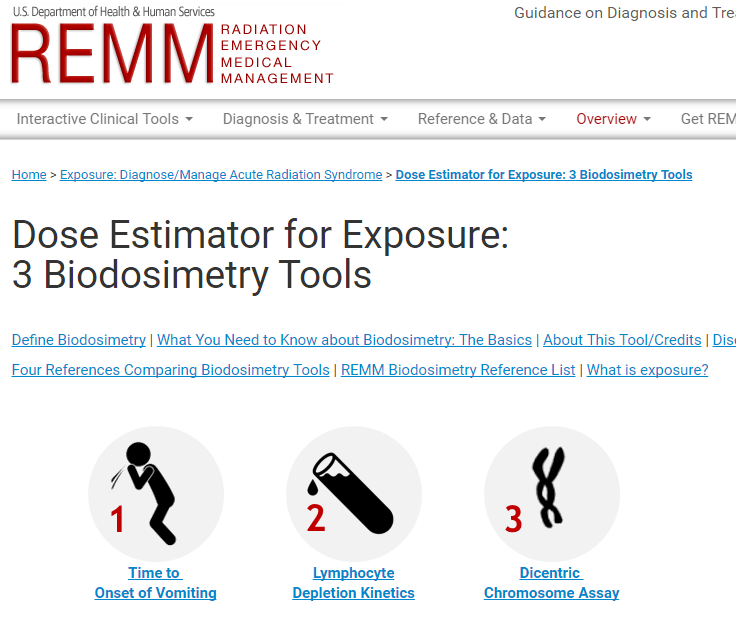 U.S. Department of Health & Human Services
Guidance on Diagnosis and Tre
REMM
RADIATION
EMERGENCY
MEDICAL
MANAGEMENT
Interactive Clinical Tools Diagnosis & Treatment Reference & Data Overview Get REM
Home > Exposure: Diagnose/Manage Acute Radiation Syndrome > Dose Estimator for Exposure: 3 Biodosimetry Tools
Dose Estimator for Exposure:
3 Biodosimetry Tools
Define Biodosimetry | What You Need to Know about Biodosimetry: The Basics | About This Tool/Credits | Disc
Four References Comparing Biodosimetry Tools | REMM Biodosimetry Reference List | What is exposure?
1 2 3
Time to Lymphocyte Dicentric
Onset of Vomiting Depletion Kinetics Chromosome Assay